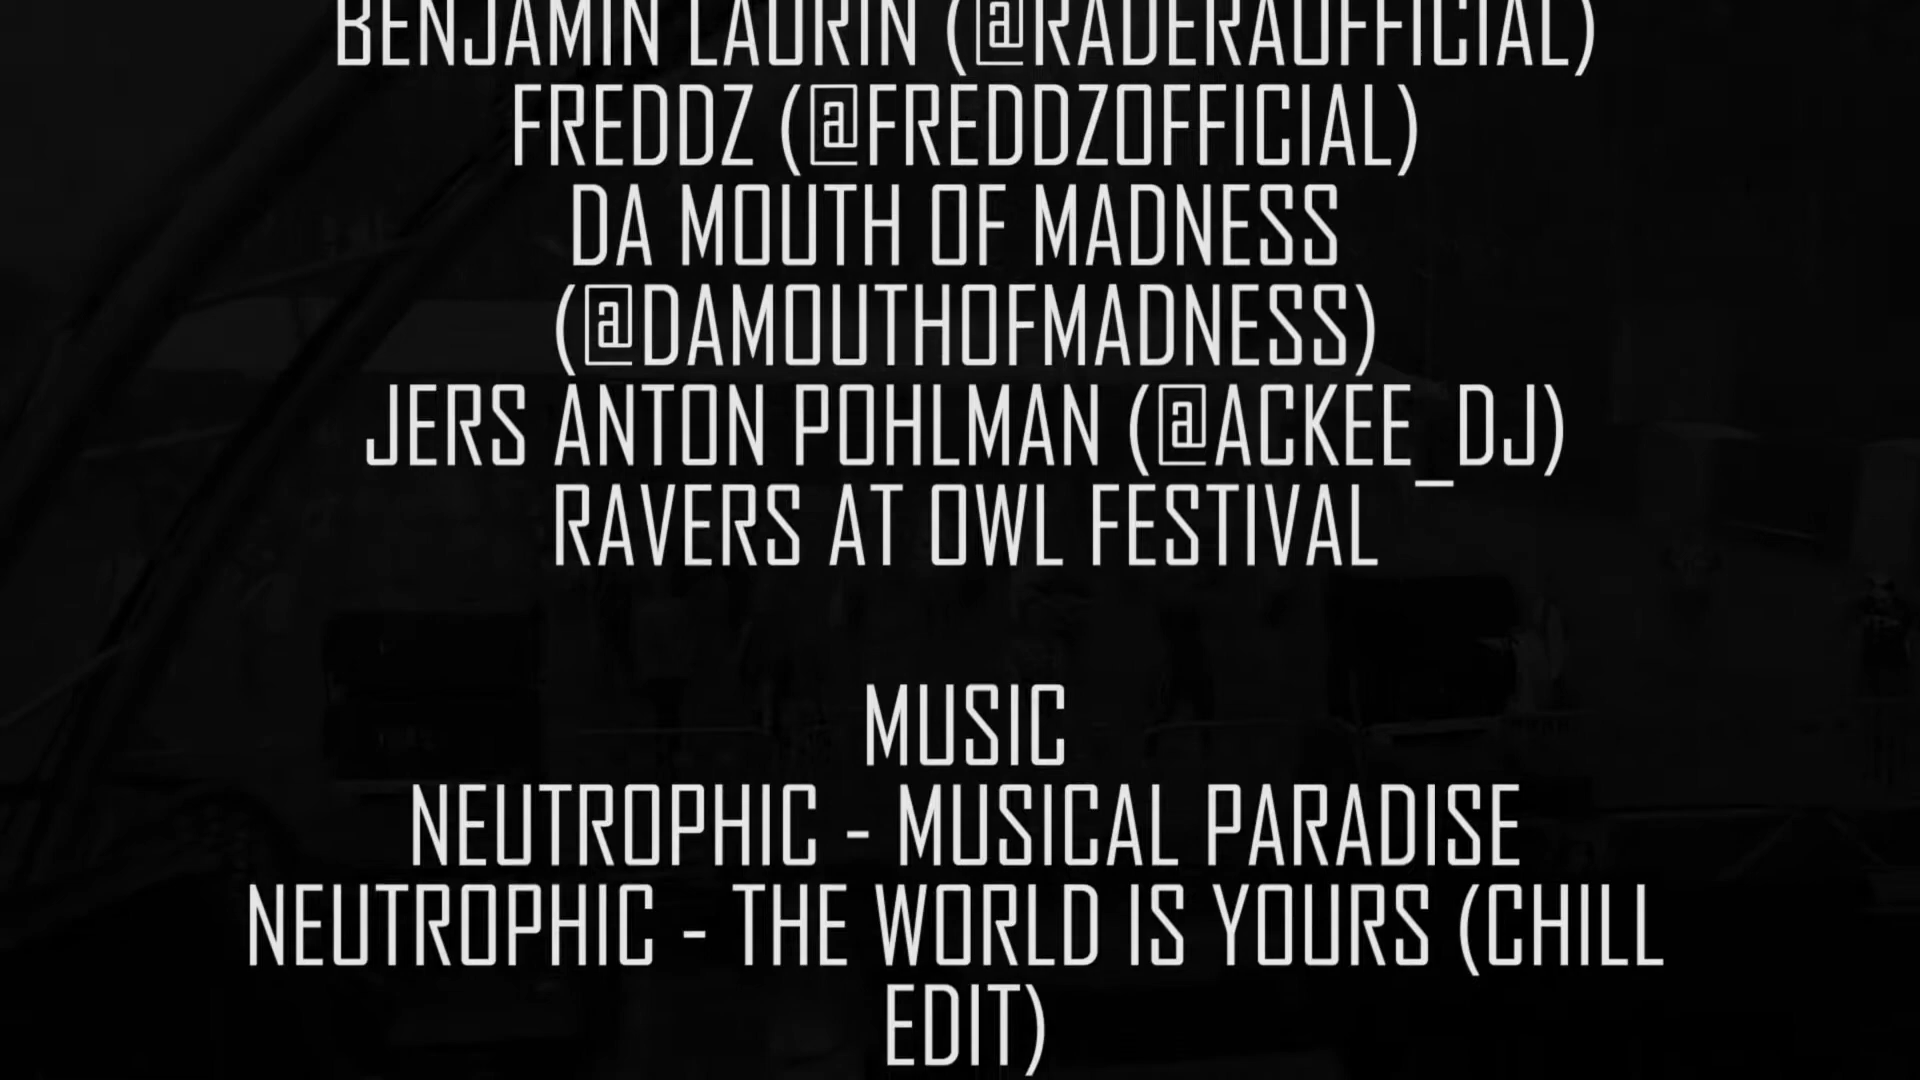 BENJAMIN LAURIN (@RADERAOFFICIAL)
FREDDZ (@FREDDZOFFICIAL)
DA MOUTH OF MADNESS
(@DAMOUTHOFMADNESS)
JERS ANTON POHLMAN (@ACKEE_DJ)
RAVERS AT OWL FESTIVAL
MUSIC
NEUTROPHIC - MUSICAL PARADISE
NEUTROPHIC - THE WORLD IS YOURS (CHILL
EDIT)